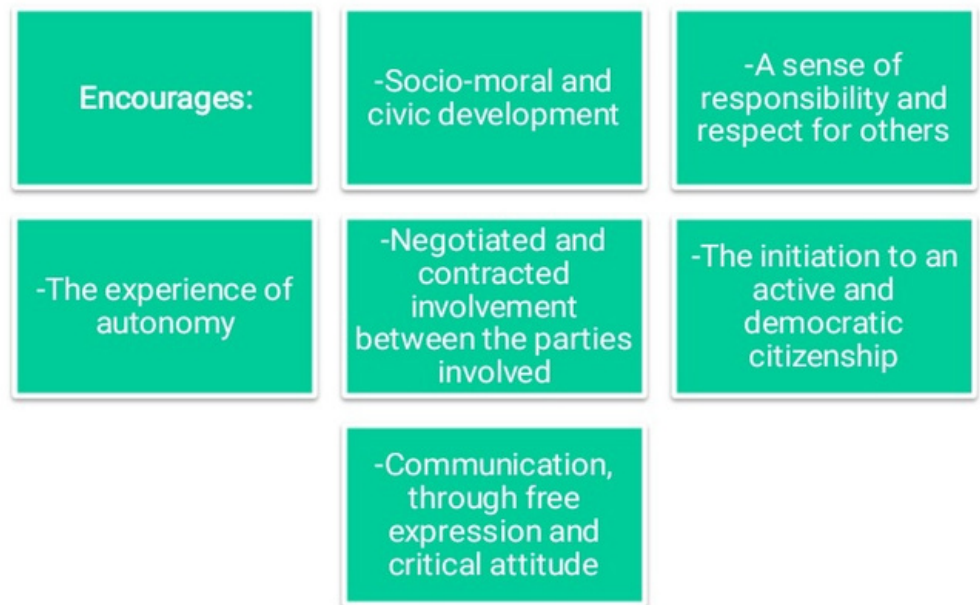 Encourages:
-Socio-moral and
civic development
-A sense of
responsibility and
respect for others
-The experience of
autonomy
-Negotiated and
contracted
involvement
between the parties
involved
-The initiation to an
active and
democratic
citizenship
-Communication,
through free
expression and
critical attitude